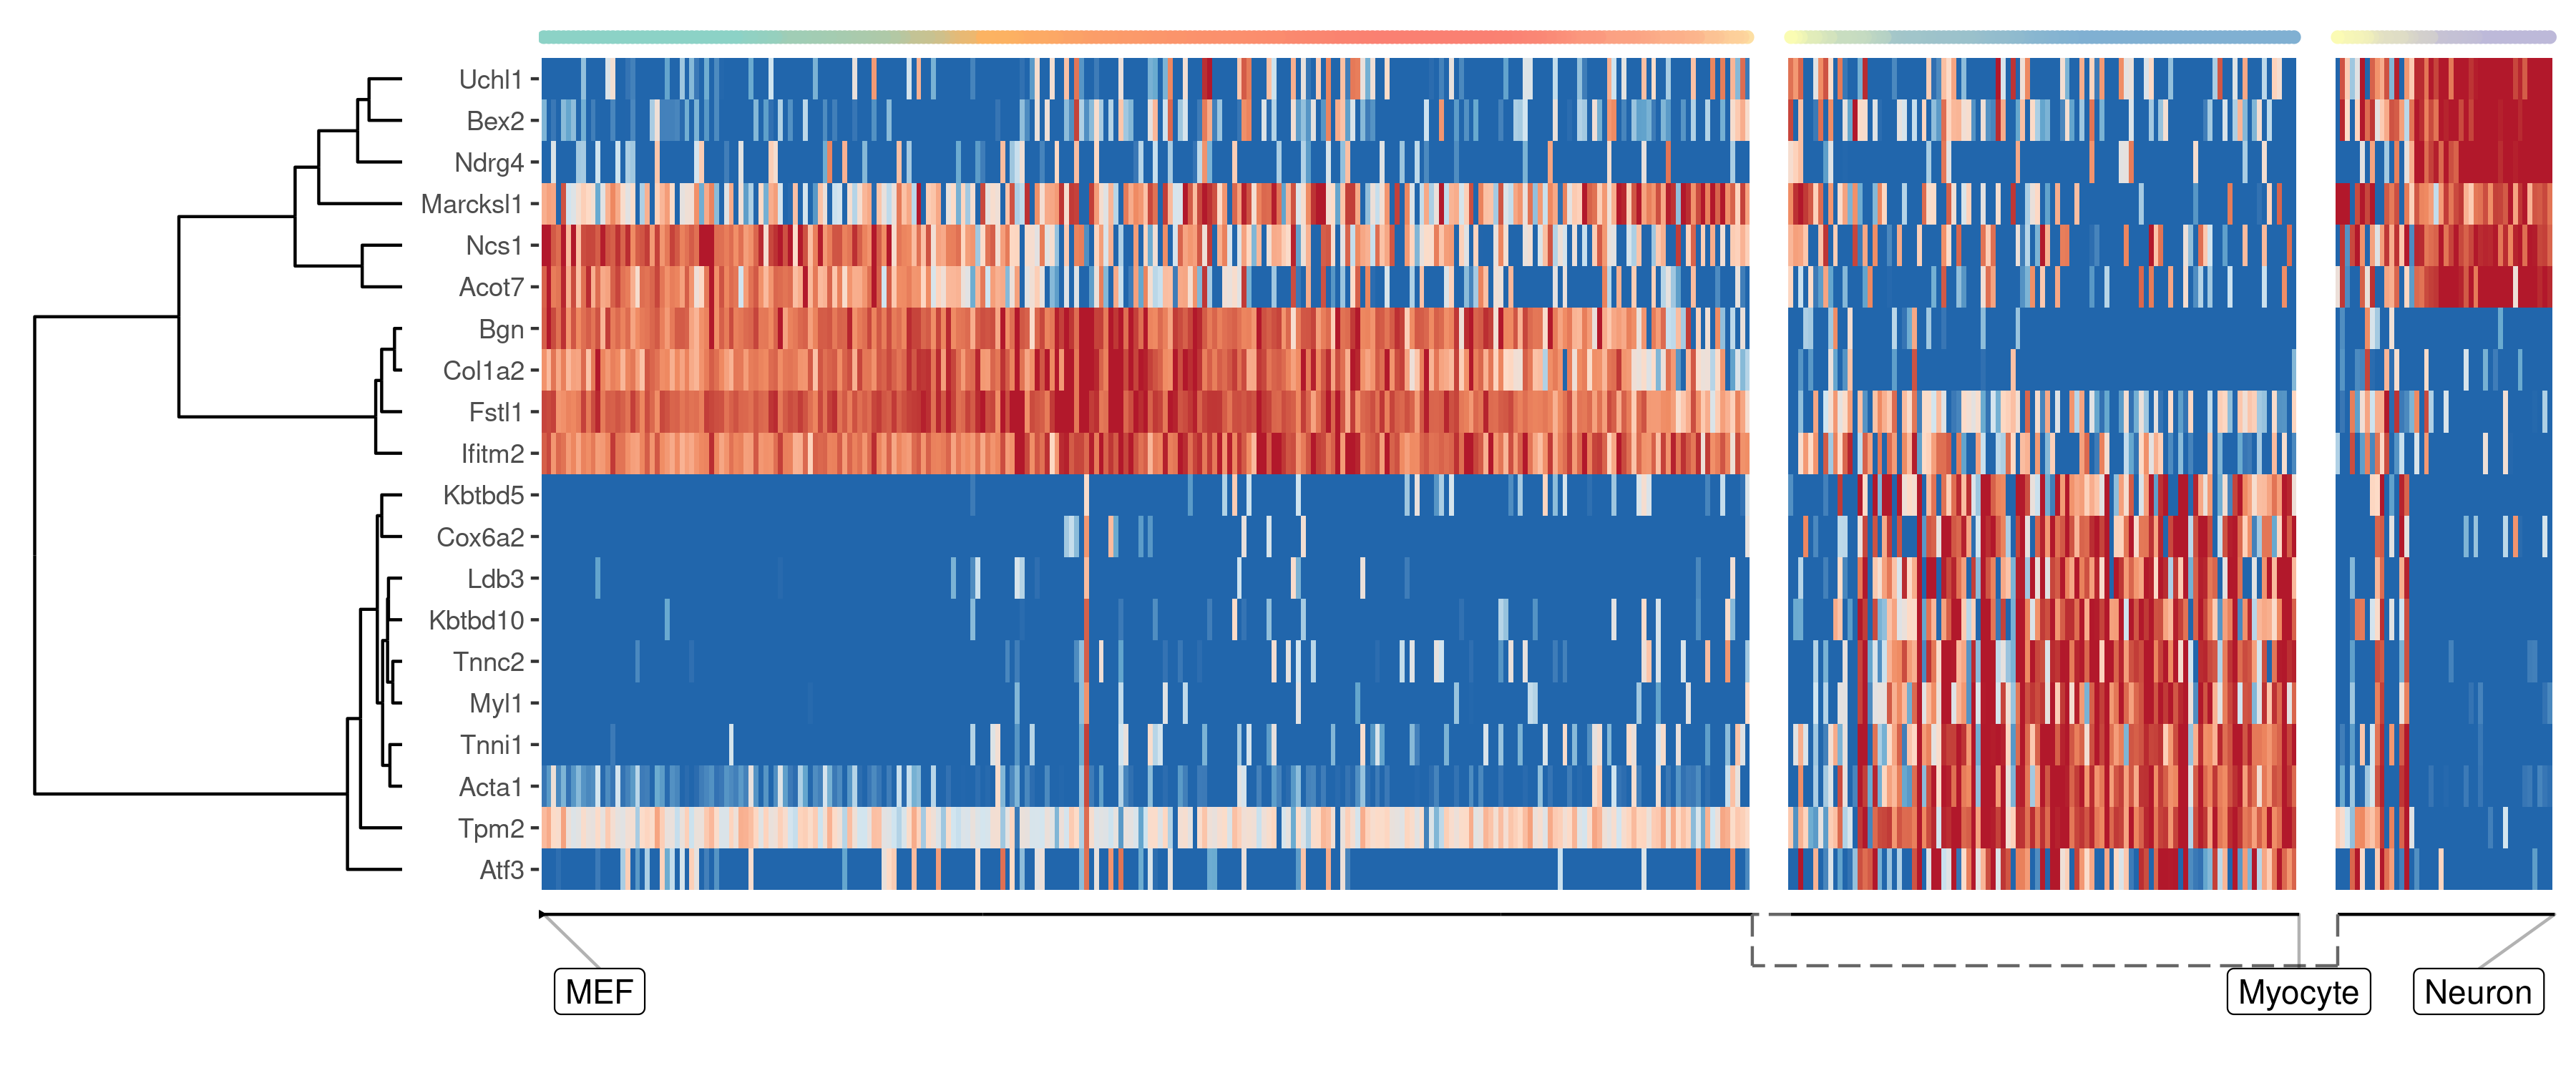 Uchl1
Bex2
Ndrg4
Marcksl1
Ncs1
Acot7
Bgn
Col1a2
Fstl1
Ifitm2
Kbtbd5
Cox6a2
Ldb3
Kbtbd10
Tnnc2
Myl1
Tnni1
Acta1
Tpm2
Atf3
MEF
Myocyte
Neuron